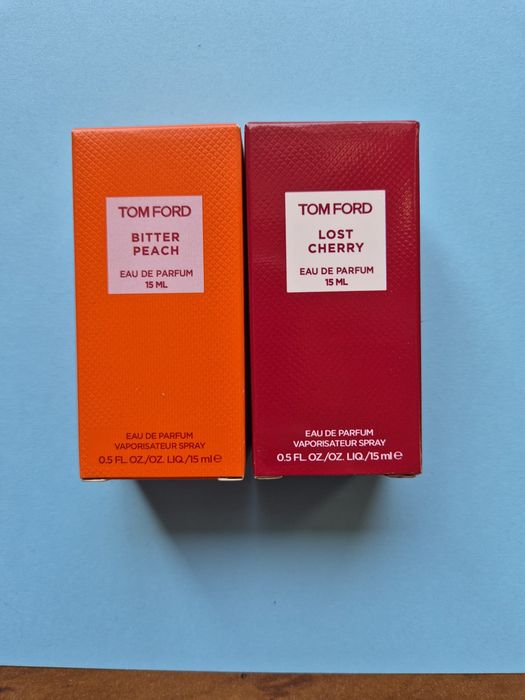 TOM FORD
BITTER
PEACH
EAU DE PARFUM
15 ML
EAU DE PARFUM
VAPORISATEUR SPRAY
0.5 FL. OZ./OZ. LIQ./15 ml e
TOM FORD
LOST
CHERRY
EAU DE PARFUM
15 ML
EAU DE PARFUM
VAPORISATEUR SPRAY
0.5 FL. OZ./OZ. LIQ./15 ml e